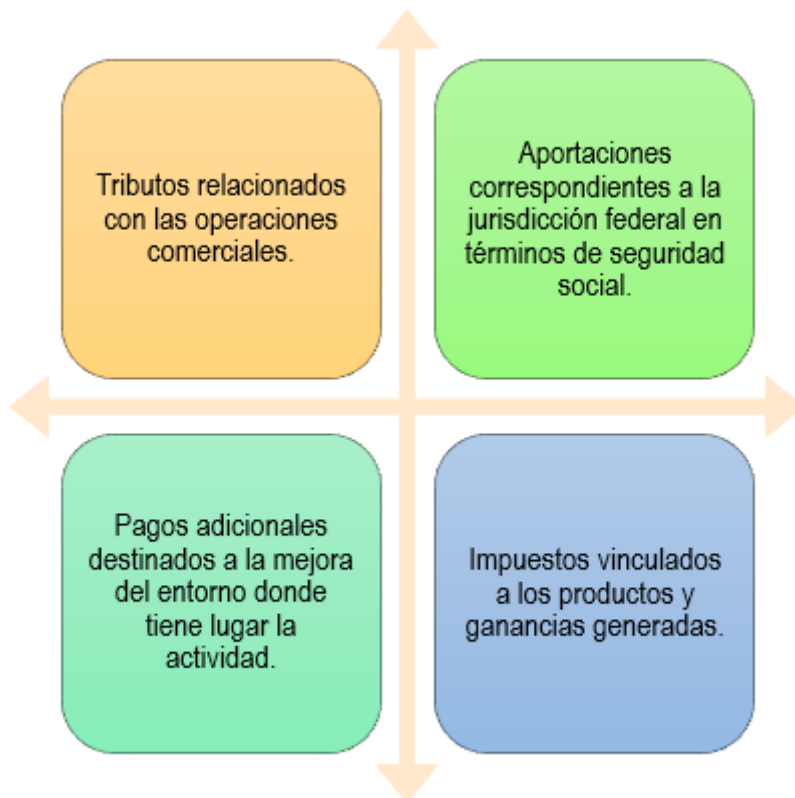 Tributos relacionados
con las operaciones
comerciales.
Aportaciones
correspondientes a la
jurisdicción federal en
términos de seguridad
social.
Pagos adicionales
destinados a la mejora
del entorno donde
tiene lugar la
actividad.
Impuestos vinculados
a los productos y
ganancias generadas.